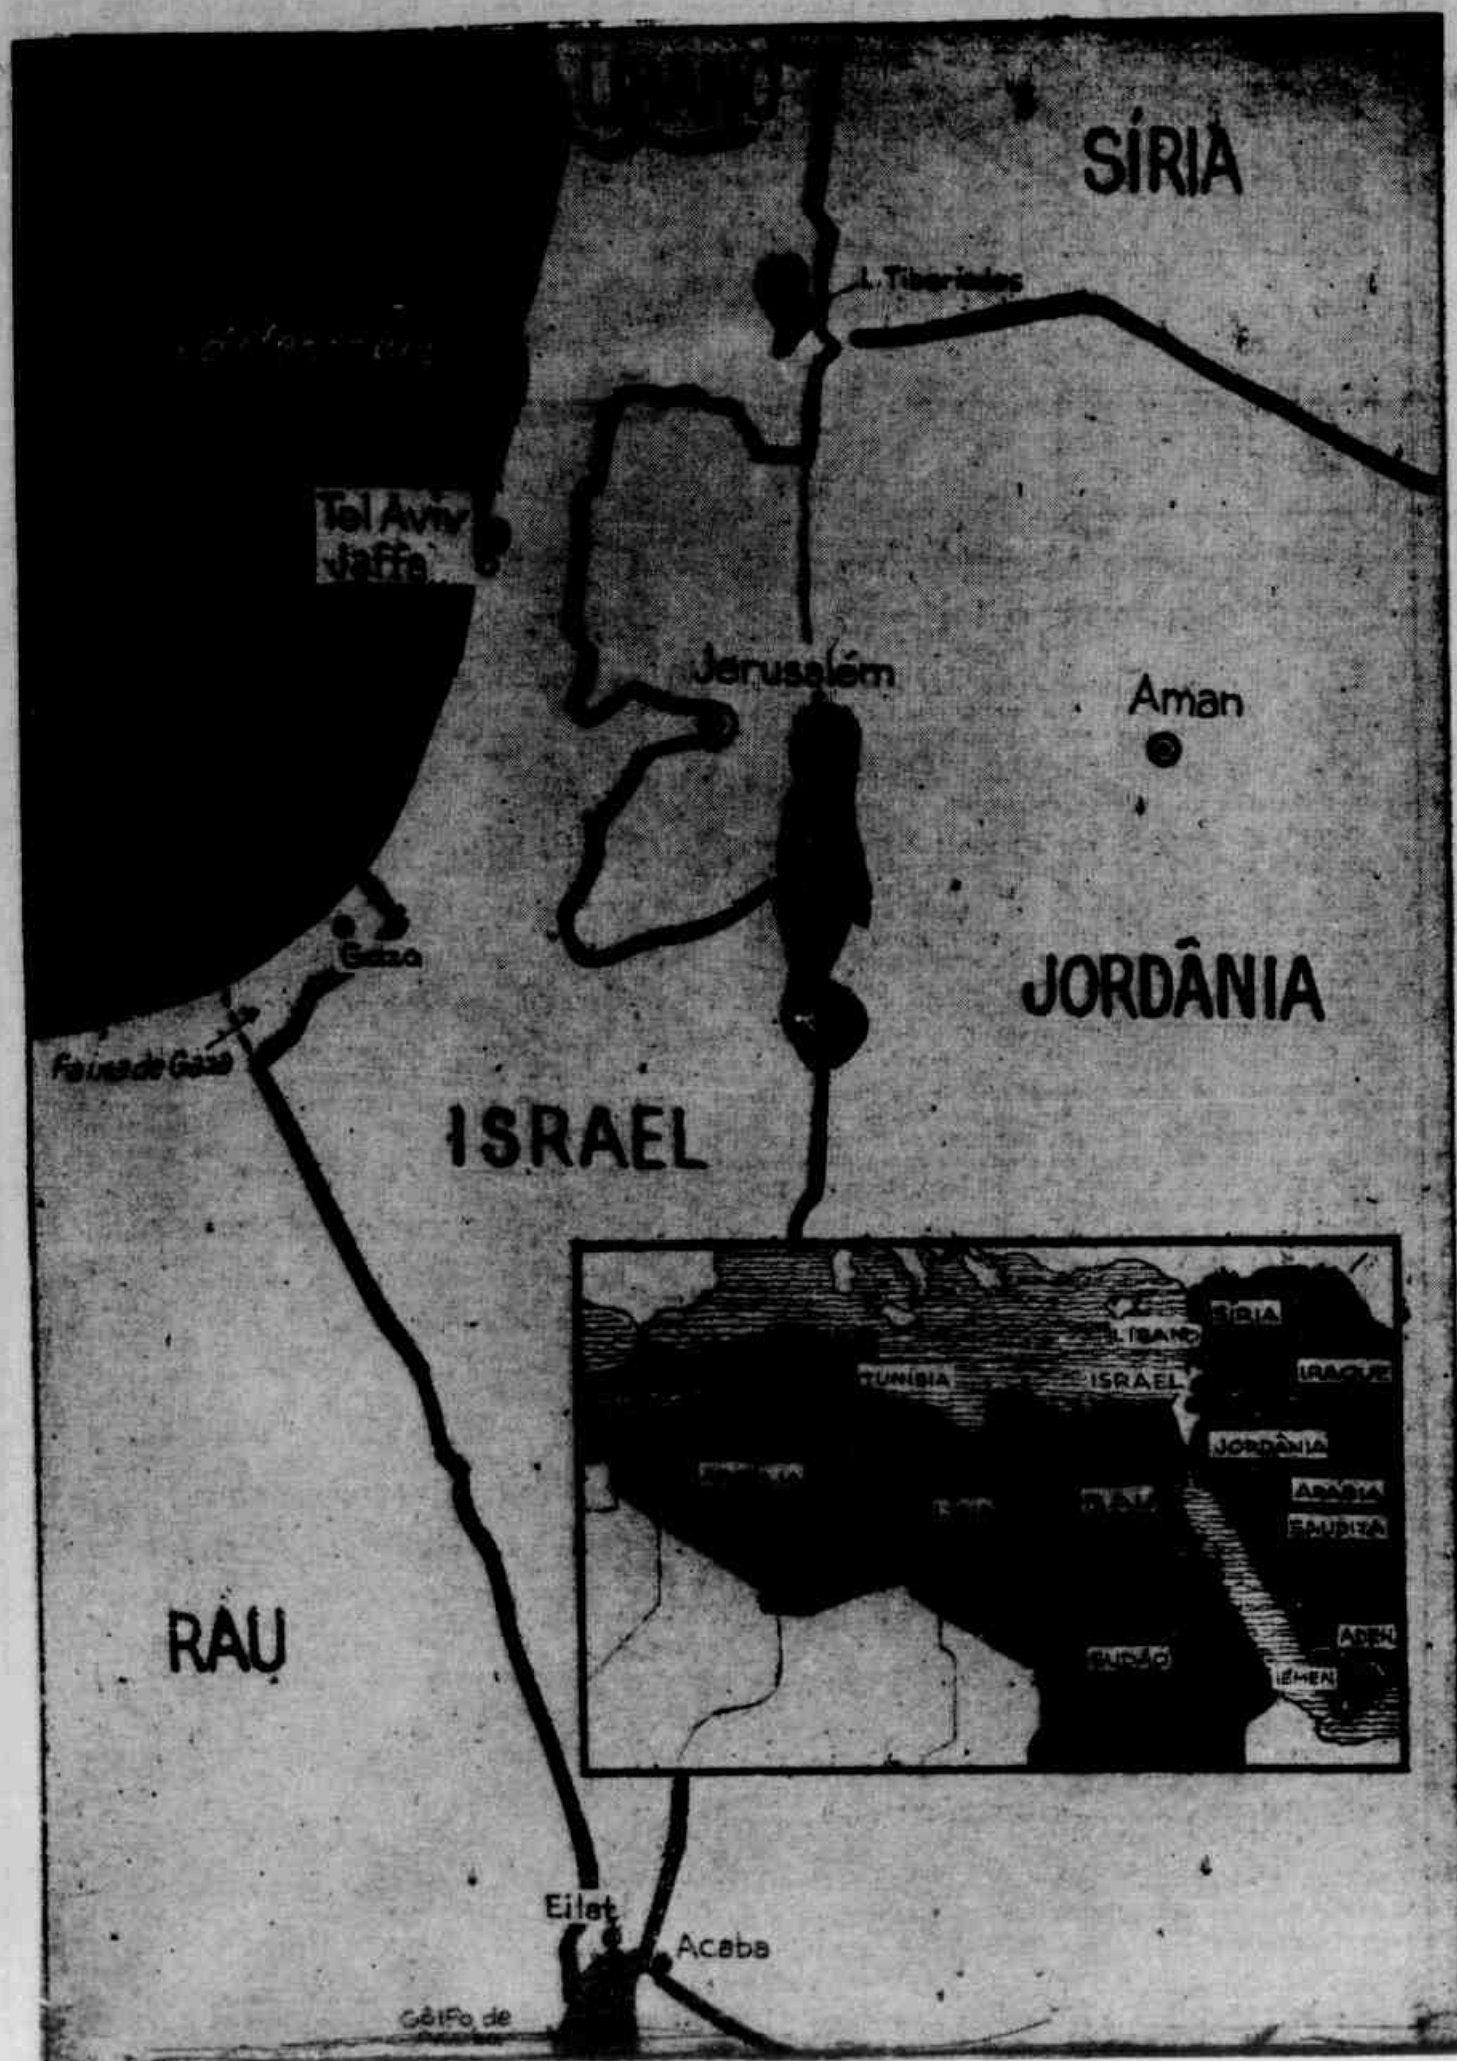 LIBANO
SÍRIA
L. Tiberíades
Tel Aviv
Jaffa
Jerusalém
Aman
Gaza
JORDÂNIA
Faixa de Gaza
ISRAEL
SÍRIA
LIBANO
TUNÍSIA
ISRAEL
IRAQUE
JORDÂNIA
ARÁBIA
SAUDITA
RAU
SUDÃO
ADEN
IÊMEN
Eilat
Acaba
Gôlfo de